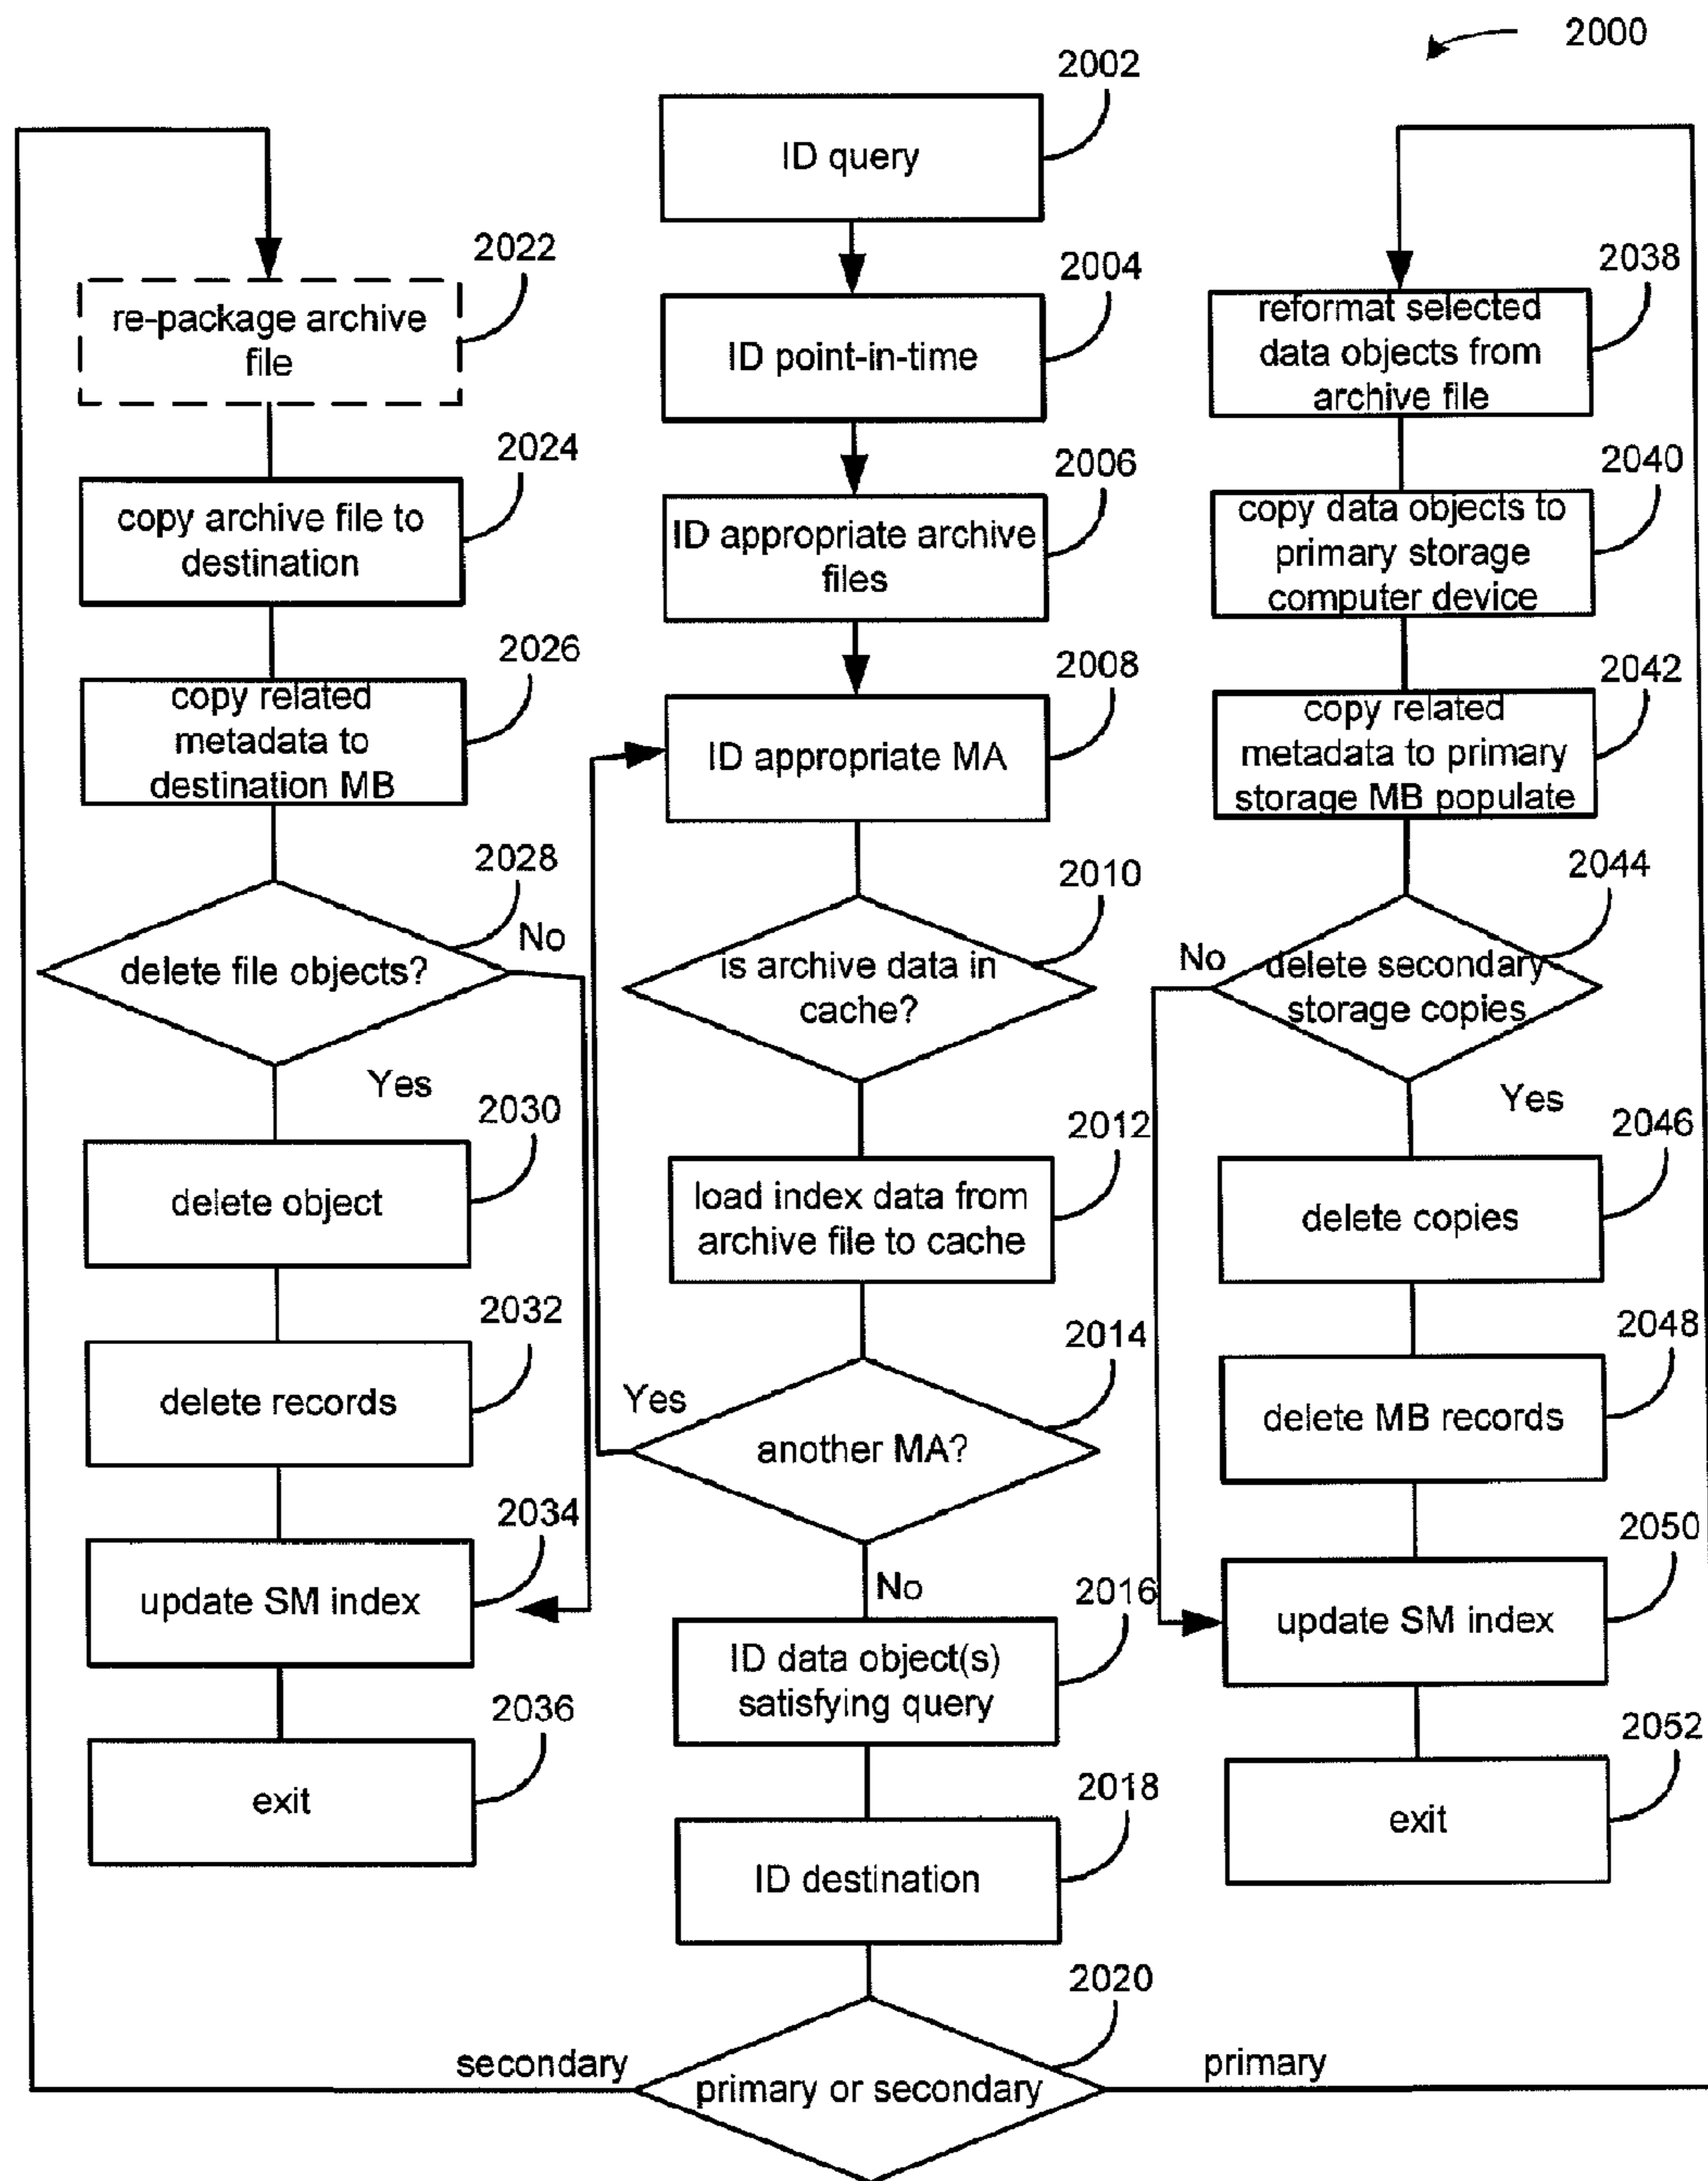 2000
2002
ID query
2004
ID point-in-time
2006
ID appropriate archive
files
2008
ID appropriate MA
2010
is archive data in
cache?
2012
load index data from
archive file to cache
2014
another MA?
Yes
No
2016
ID data object(s)
satisfying query
2018
ID destination
2020
primary or secondary
secondary
primary
2022
re-package archive
file
2024
copy archive file to
destination
2026
copy related
metadata to
destination MB
2028
delete file objects?
No
Yes
2030
delete object
2032
delete records
2034
update SM index
2036
exit
2038
reformat selected
data objects from
archive file
2040
copy data objects to
primary storage
computer device
2042
copy related
metadata to primary
storage MB populate
2044
delete secondary
storage copies
No
Yes
2046
delete copies
2048
delete MB records
2050
update SM index
2052
exit